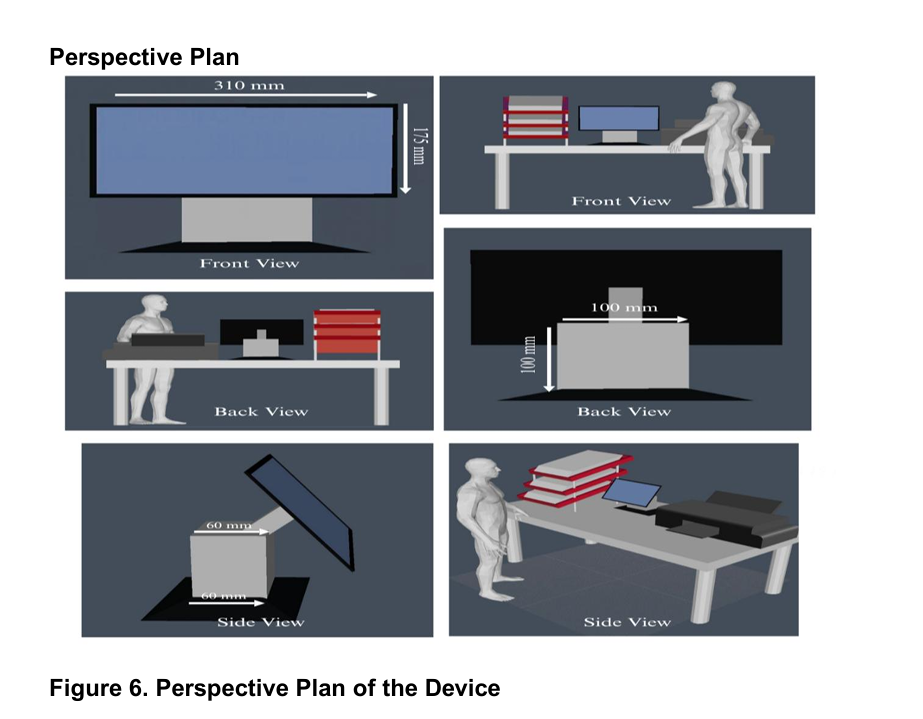 Perspective Plan
310 mm
175 mm
Front View
Front View
Back View
100 mm
100 mm
Back View
60 mm
60 mm
Side View
Side View
Figure 6. Perspective Plan of the Device